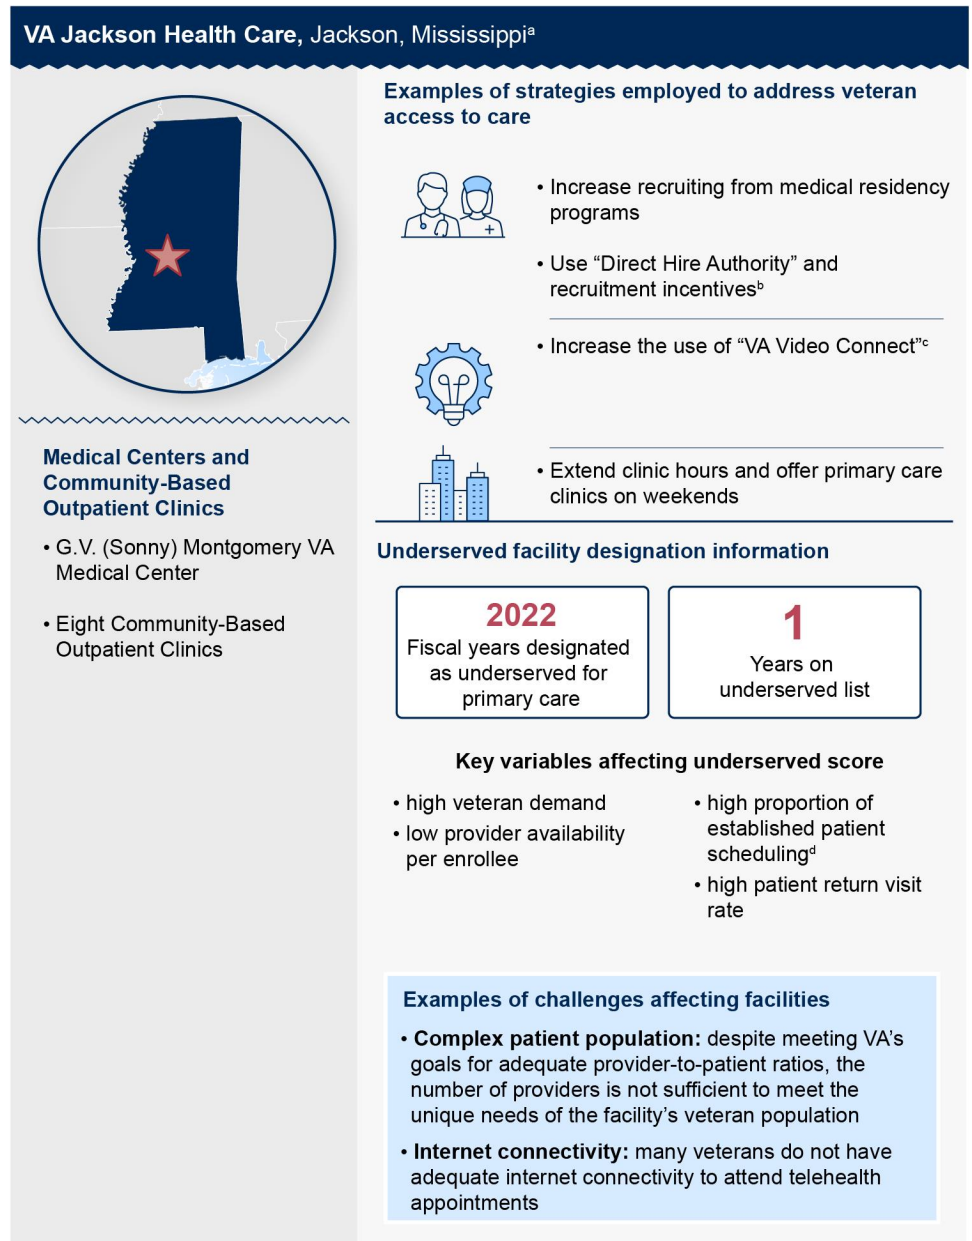 VA Jackson Health Care, Jackson, Mississippiᵃ
Medical Centers and
Community-Based
Outpatient Clinics
• G.V. (Sonny) Montgomery VA
Medical Center
• Eight Community-Based
Outpatient Clinics
Examples of strategies employed to address veteran
access to care
• Increase recruiting from medical residency
programs
• Use “Direct Hire Authority” and
recruitment incentivesᵇ
• Increase the use of “VA Video Connect”ᶜ
• Extend clinic hours and offer primary care
clinics on weekends
Underserved facility designation information
2022
Fiscal years designated
as underserved for
primary care
1
Years on
underserved list
Key variables affecting underserved score
• high veteran demand
• low provider availability
per enrollee
• high proportion of
established patient
schedulingᵈ
• high patient return visit
rate
Examples of challenges affecting facilities
• Complex patient population: despite meeting VA’s
goals for adequate provider-to-patient ratios, the
number of providers is not sufficient to meet the
unique needs of the facility’s veteran population
• Internet connectivity: many veterans do not have
adequate internet connectivity to attend telehealth
appointments